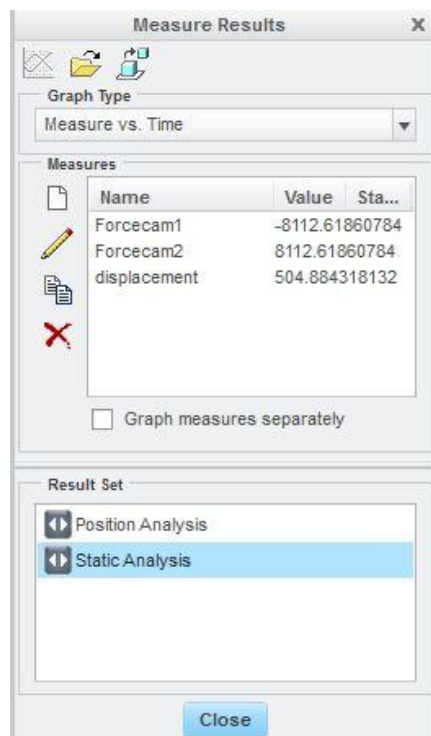 Measure Results X
Graph Type
Measure vs. Time
Measures
Name Value Sta...
Forcecam1 -8112.61860784
Forcecam2 8112.61860784
displacement 504.884318132
Graph measures separately
Result Set
Position Analysis
Static Analysis
Close